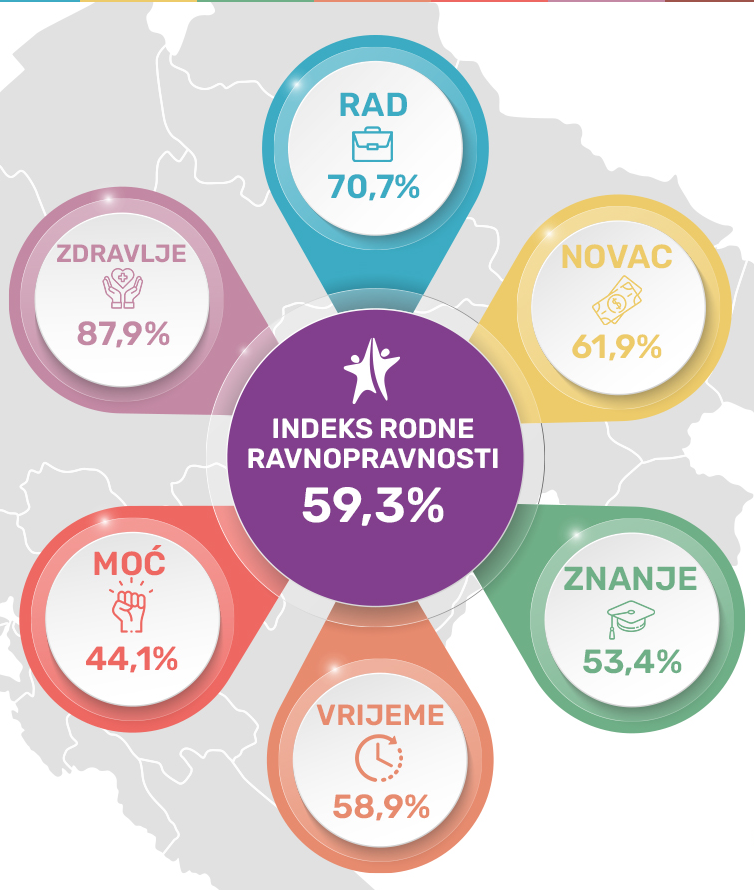 RAD
70,7%
ZDRAVLJE
87,9%
NOVAC
61,9%
INDEKS RODNE
RAVNOPRAVNOSTI
59,3%
MOĆ
44,1%
ZNANJE
53,4%
VRIJEME
58,9%